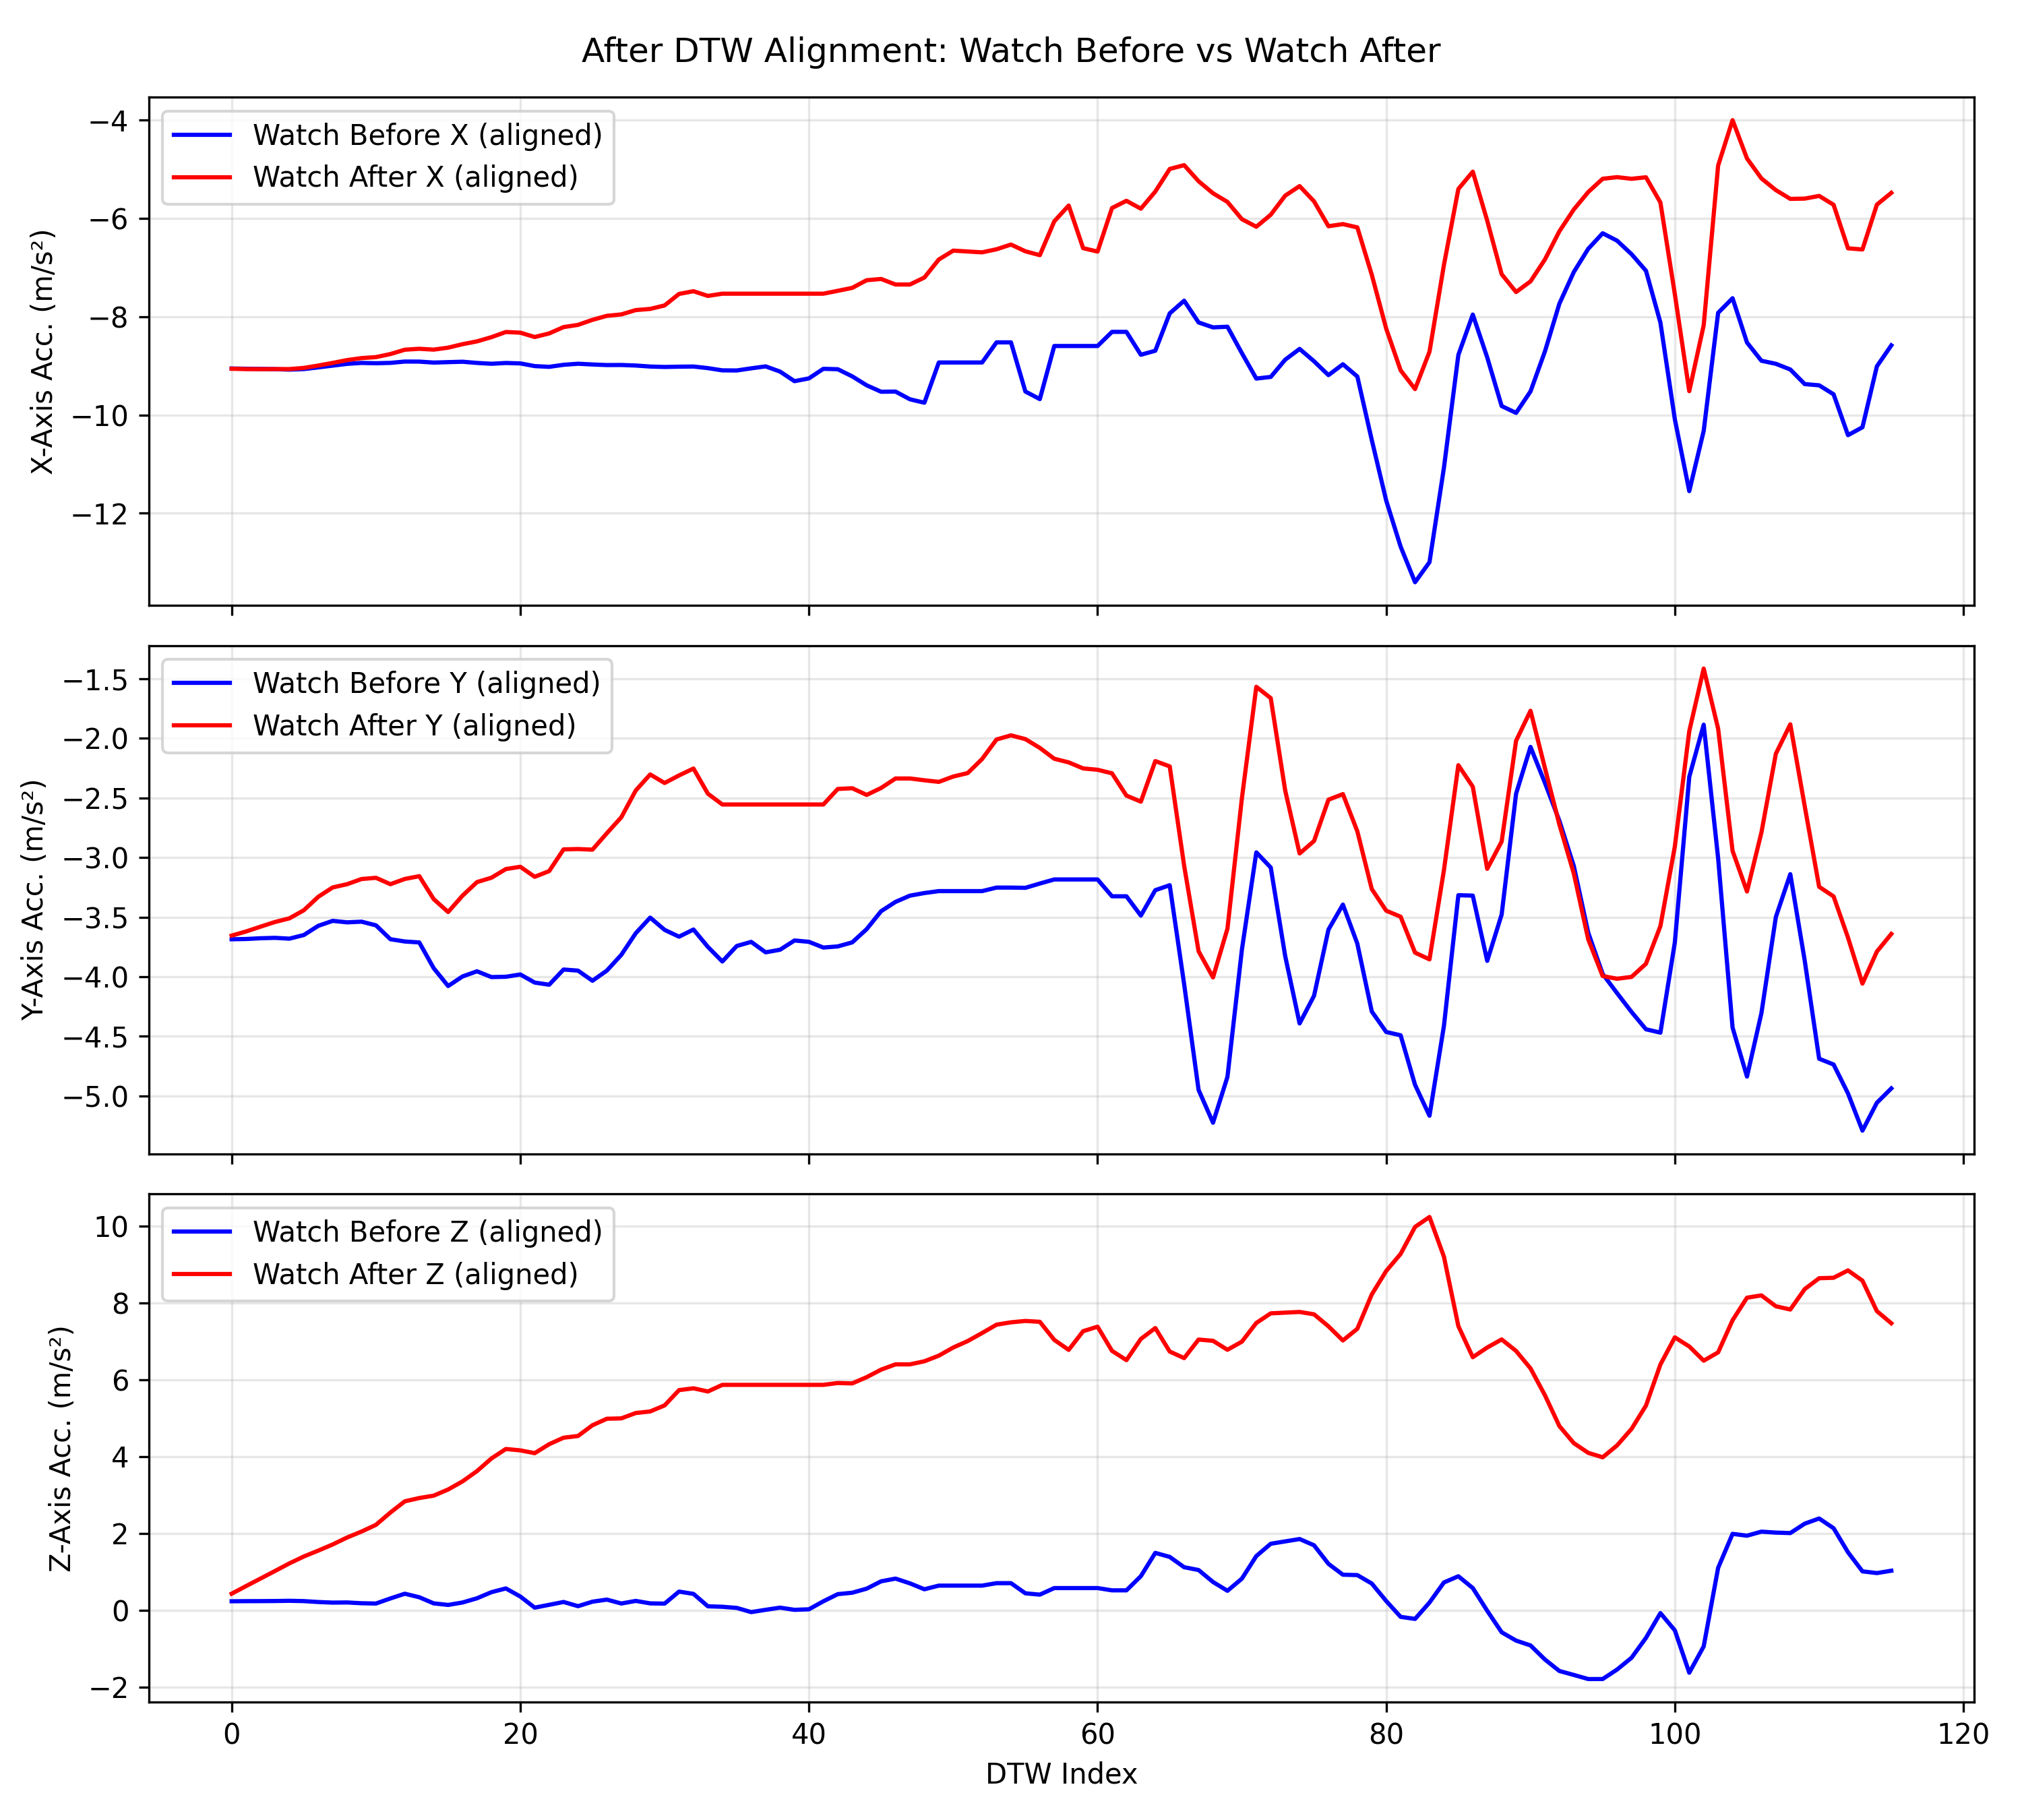 After DTW Alignment: Watch Before vs Watch After
Watch Before X (aligned)
Watch After X (aligned)
X-Axis Acc. (m/s²)
−4
−6
−8
−10
−12
Watch Before Y (aligned)
Watch After Y (aligned)
Y-Axis Acc. (m/s²)
−1.5
−2.0
−2.5
−3.0
−3.5
−4.0
−4.5
−5.0
Watch Before Z (aligned)
Watch After Z (aligned)
Z-Axis Acc. (m/s²)
10
8
6
4
2
0
−2
0 20 40 60 80 100 120
DTW Index